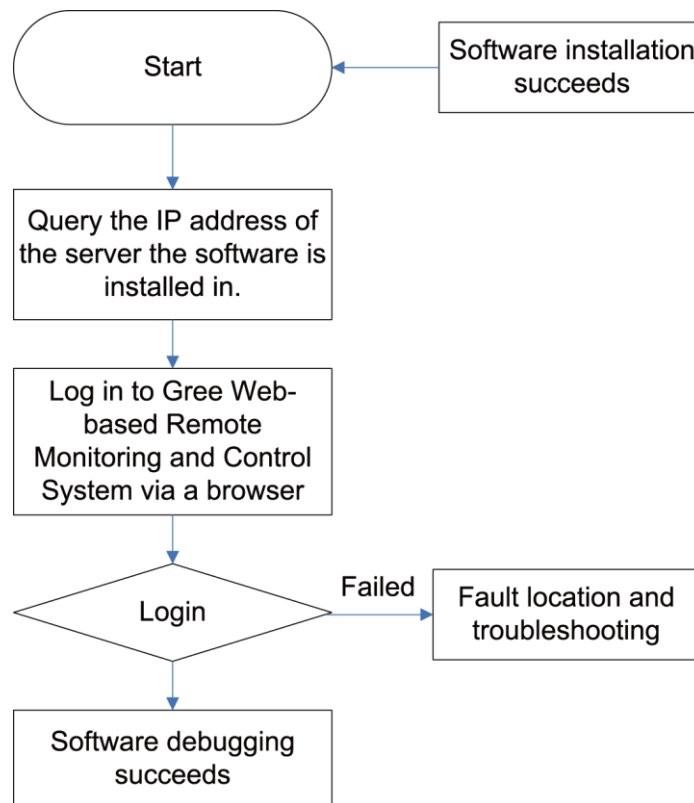 Start
Software installation
succeeds
Query the IP address of
the server the software is
installed in.
Log in to Gree Web-
based Remote
Monitoring and Control
System via a browser
Login
Failed
Fault location and
troubleshooting
Software debugging
succeeds